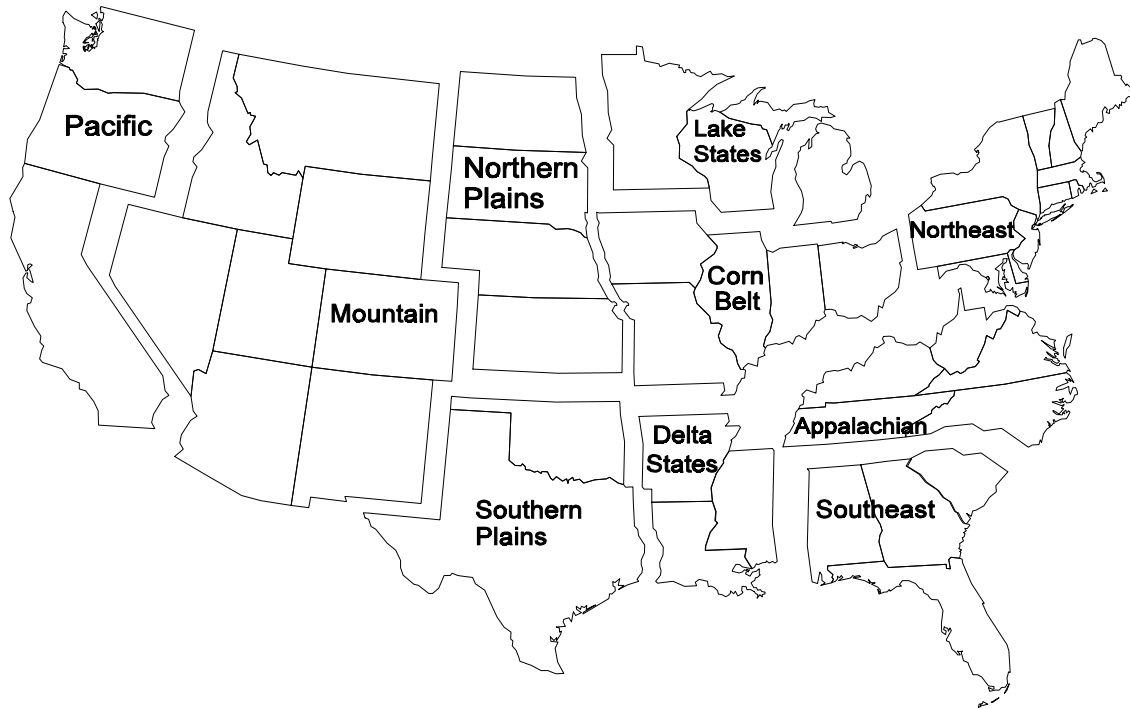 Pacific
Lake
States
Northern
Plains
Northeast
Corn
Belt
Mountain
Appalachian
Delta
States
Southern
Plains
Southeast